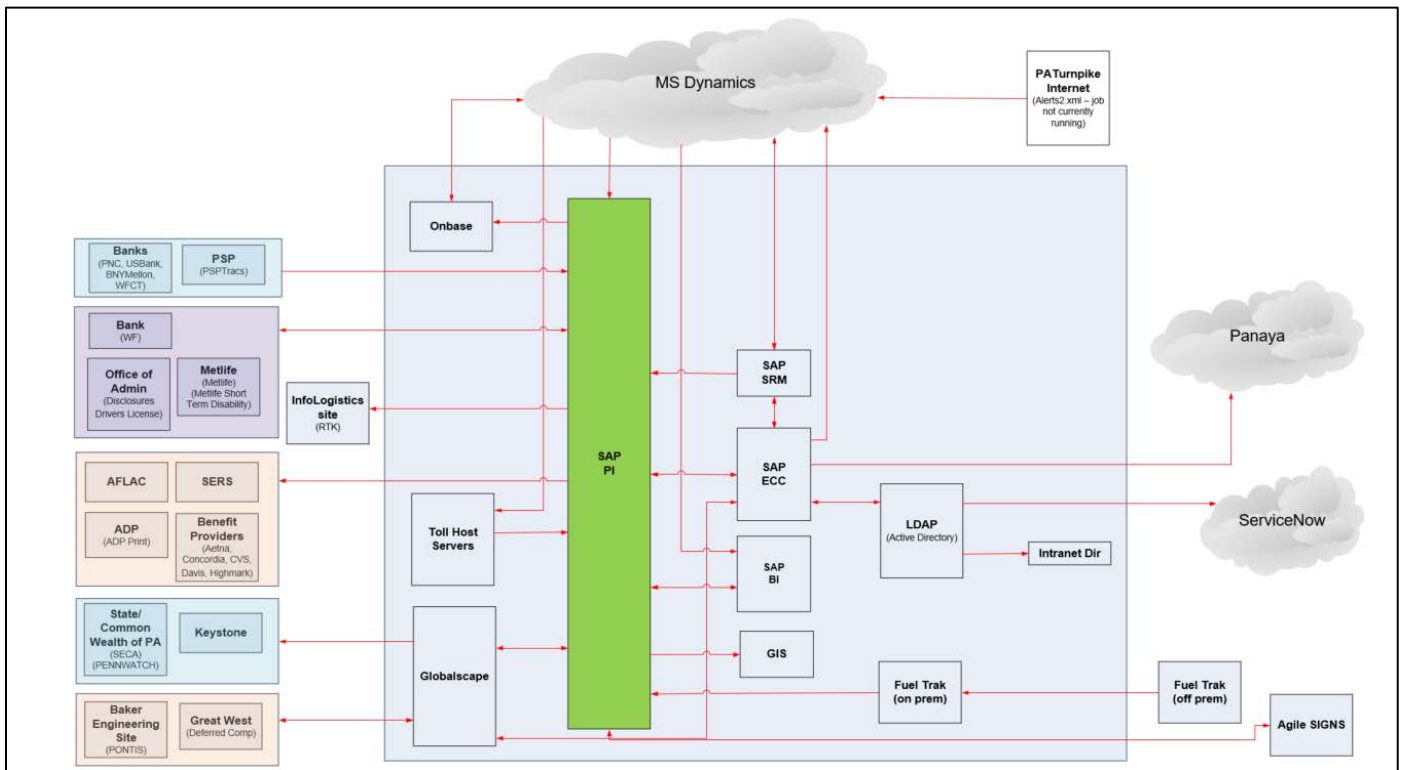 MS Dynamics
PATurnpike
Internet
(Alerts2.xml – job
not currently
running)
Onbase
Banks
(PNC, USBank,
BNYMellon,
WFCT)
PSP
(PSPTracs)
Bank
(WF)
Office of
Admin
(Disclosures
Drivers License)
Metlife
(Metlife)
(Metlife Short
Term Disability)
InfoLogistics
site
(RTK)
SAP
PI
SAP
SRM
SAP
ECC
Panaya
AFLAC
SERS
ADP
(ADP Print)
Benefit
Providers
(Aetna,
Concordia, CVS,
Davis, Highmark)
Toll Host
Servers
LDAP
(Active Directory)
ServiceNow
Intranet Dir
SAP
BI
State/
Common
Wealth of PA
(SECA)
(PENNWATCH)
Keystone
Globalscape
GIS
Fuel Trak
(on prem)
Fuel Trak
(off prem)
Baker
Engineering
Site
(PONTIS)
Great West
(Deferred Comp)
Agile SIGNS